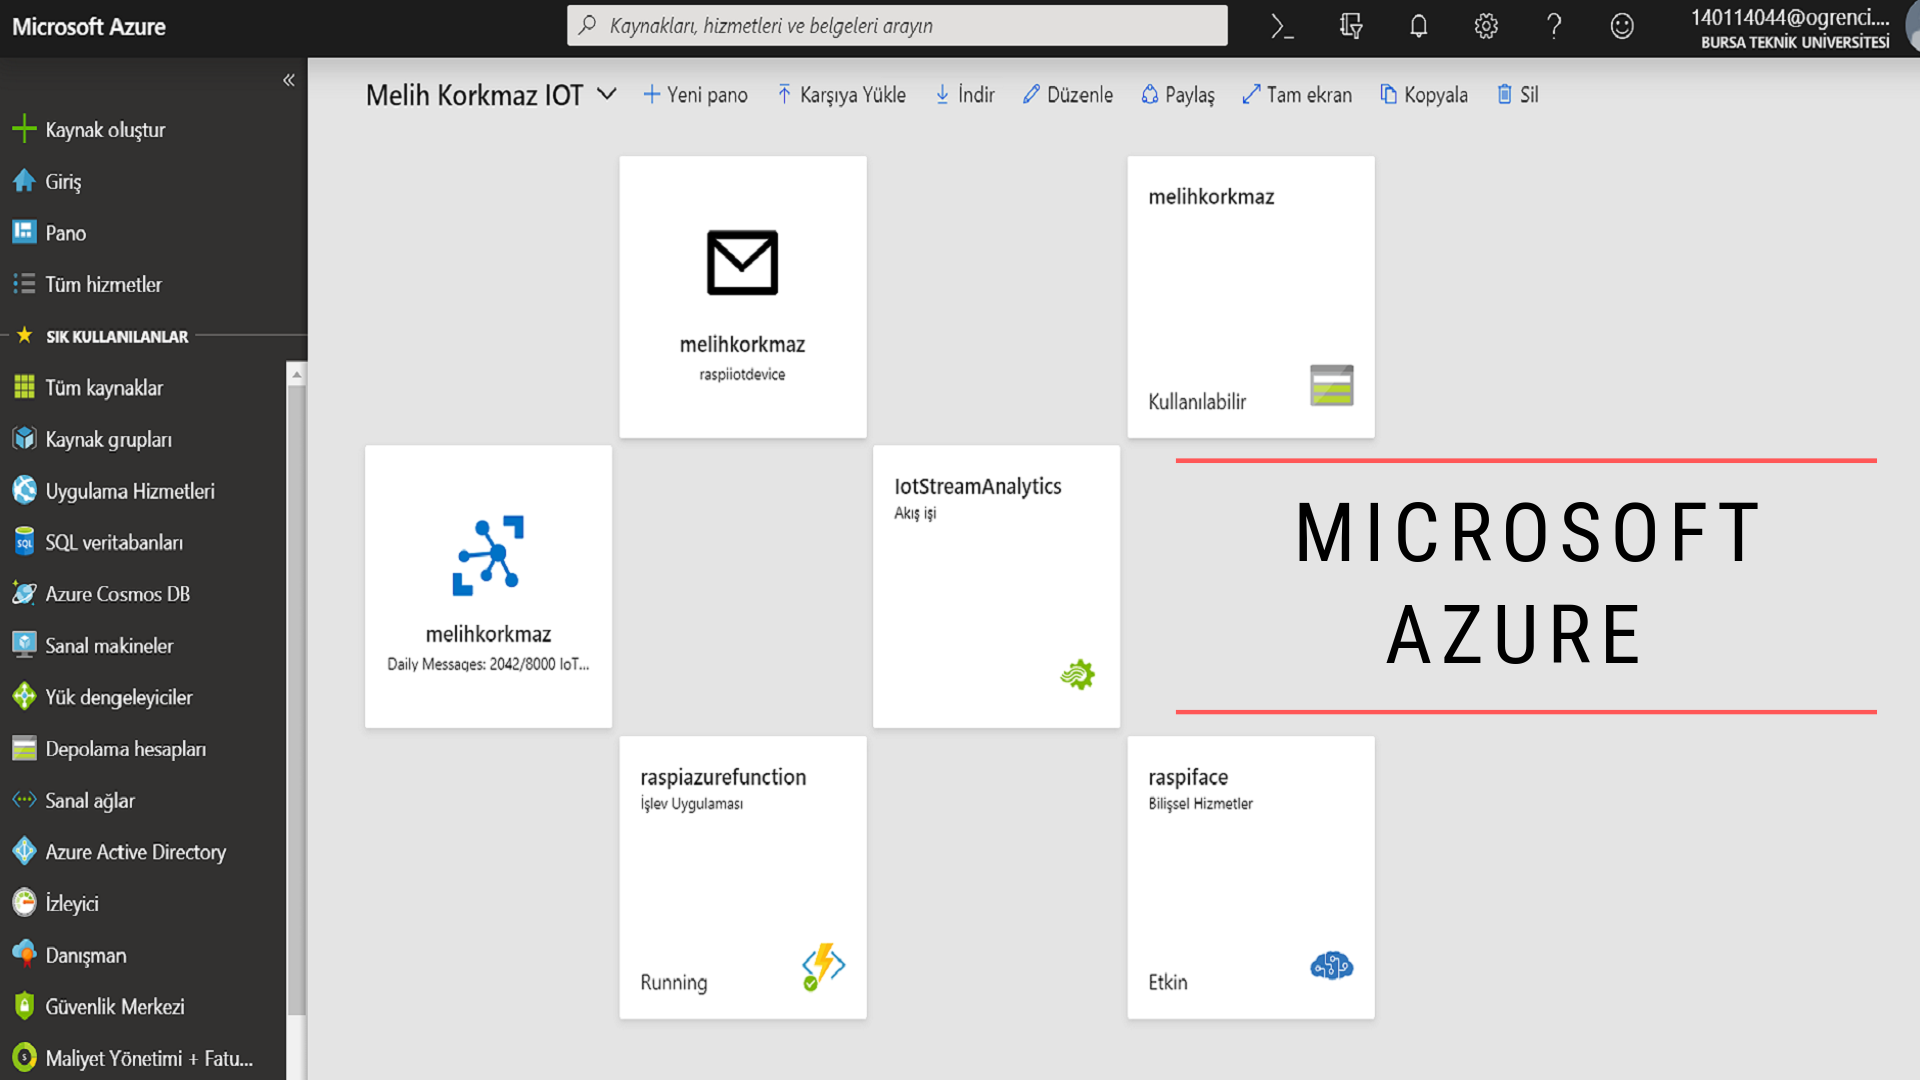 Microsoft Azure
Kaynakları, hizmetleri ve belgeleri arayın
140114044@ogrenci....
BURSA TEKNİK ÜNİVERSİTESİ
Kaynak oluştur
Giriş
Pano
Tüm hizmetler
SIK KULLANILANLAR
Tüm kaynaklar
Kaynak grupları
Uygulama Hizmetleri
SQL veritabanları
Azure Cosmos DB
Sanal makineler
Yük dengeleyiciler
Depolama hesapları
Sanal ağlar
Azure Active Directory
İzleyici
Danışman
Güvenlik Merkezi
Maliyet Yönetimi + Fatu...
Melih Korkmaz IOT
Yeni pano
Karşıya Yükle
İndir
Düzenle
Paylaş
Tam ekran
Kopyala
Sil
melihkorkmaz
raspiiotdevice
melihkorkmaz
Kullanılabilir
melihkorkmaz
Daily Messages: 2042/8000 IoT...
IotStreamAnalytics
Akış işi
MICROSOFT
AZURE
raspiazurefunction
İşlev Uygulaması
Running
raspiface
Bilişsel Hizmetler
Etkin